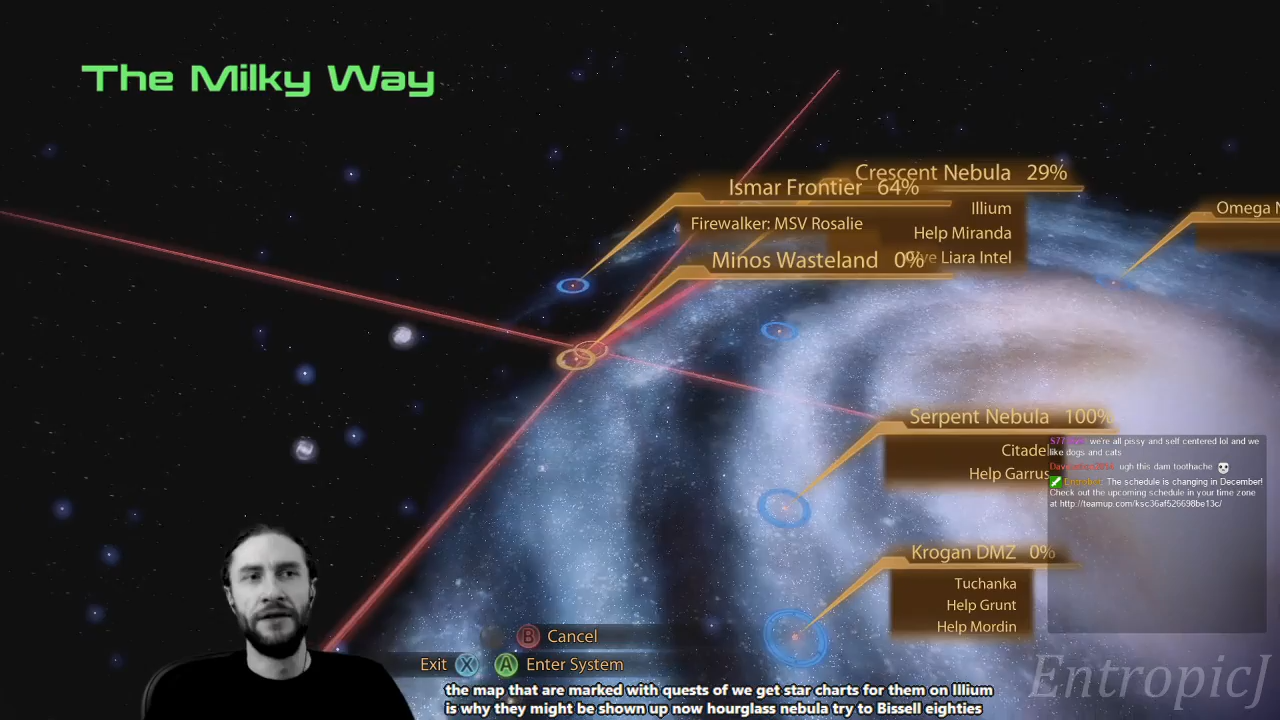 The Milky Way
Crescent Nebula 29%
Ismar Frontier 64%
Illium
Omega
Firewalker: MSV Rosalie
Help Miranda
Minos Wasteland 0%
Liara Intel
Serpent Nebula 100%
Citadel
Help Garrus
we're all pissy and self centered lol and we
like dogs and cats
ugh this dam toothache
The schedule is changing in December!
Check out the upcoming schedule in your time zone
at http://teamup.com/ksc36af526698be13c/
Krogan DMZ 0%
Tuchanka
Help Grunt
Help Mordin
B Cancel
Exit X A Enter System
the map that are marked with quests of we get star charts for them on Illium
is why they might be shown up now hourglass nebula try to Bissell eighties
EntropicJ